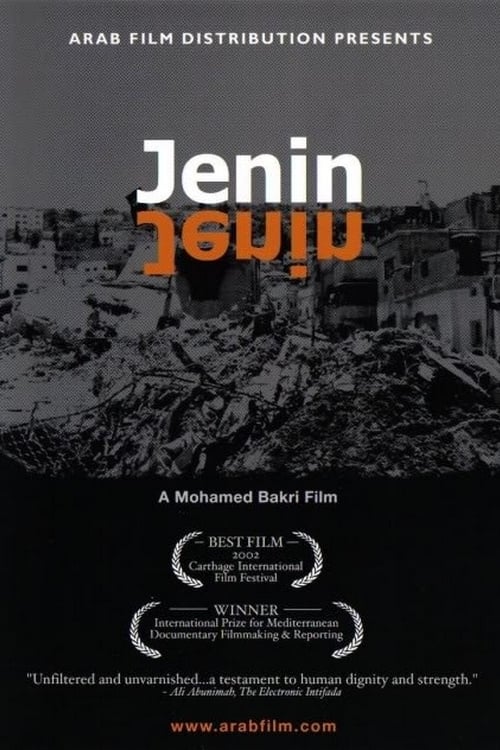 ARAB FILM DISTRIBUTION PRESENTS
Jenin
Jenin
A Mohamed Bakri Film
– BEST FILM –
2002
Carthage International
Film Festival
WINNER
International Prize for Mediterranean
Documentary Filmmaking & Reporting
"Unfiltered and unvarnished...a testament to human dignity and strength."
- Ali Abunimah, The Electronic Intifada
www.arabfilm.com